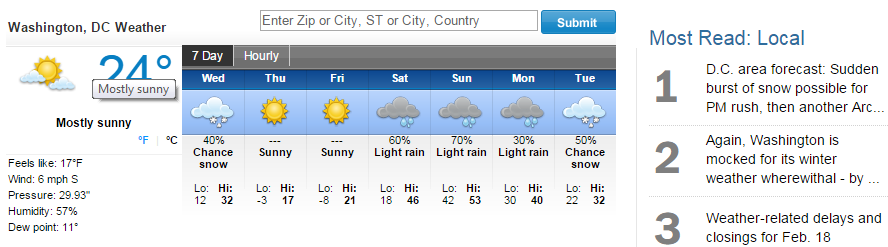 Washington, DC Weather
Enter Zip or City, ST or City, Country
Submit
24°
Mostly sunny
Mostly sunny
°F | °C
Feels like: 17°F
Wind: 6 mph S
Pressure: 29.93"
Humidity: 57%
Dew point: 11°
7 Day Hourly
Wed Thu Fri Sat Sun Mon Tue
40% --- --- 60% 70% 30% 50%
Chance Sunny Sunny Light rain Light rain Light rain Chance
snow snow
Lo: Hi: Lo: Hi: Lo: Hi: Lo: Hi: Lo: Hi: Lo: Hi: Lo: Hi:
12 32 -3 17 -8 21 18 46 42 53 30 40 22 32
Most Read: Local
1 D.C. area forecast: Sudden
burst of snow possible for
PM rush, then another Arc...
2 Again, Washington is
mocked for its winter
weather wherewithal - by ...
3 Weather-related delays and
closings for Feb. 18